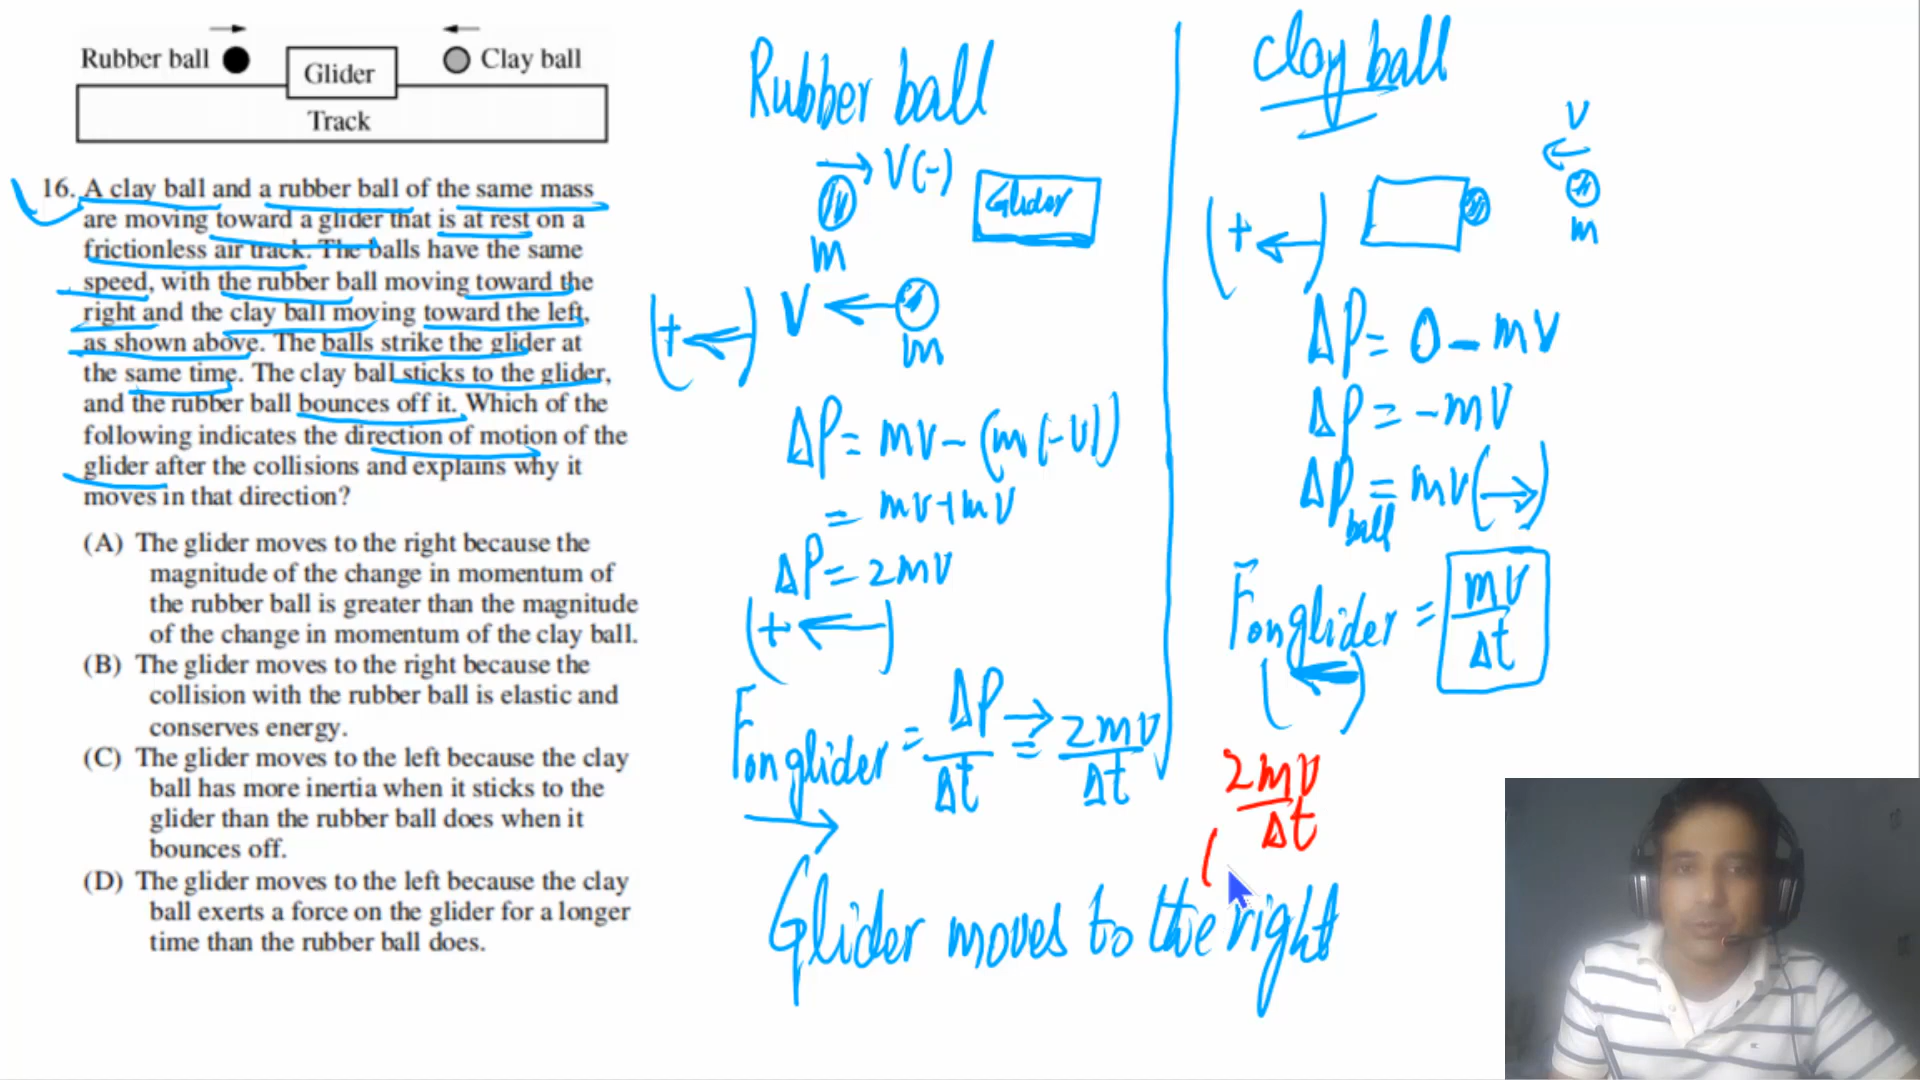 Rubber ball
Glider
Clay ball
Track
16. A clay ball and a rubber ball of the same mass
are moving toward a glider that is at rest on a
frictionless air track. The balls have the same
speed, with the rubber ball moving toward the
right and the clay ball moving toward the left,
as shown above. The balls strike the glider at
the same time. The clay ball sticks to the glider,
and the rubber ball bounces off it. Which of the
following indicates the direction of motion of the
glider after the collisions and explains why it
moves in that direction?
(A) The glider moves to the right because the
magnitude of the change in momentum of
the rubber ball is greater than the magnitude
of the change in momentum of the clay ball.
(B) The glider moves to the right because the
collision with the rubber ball is elastic and
conserves energy.
(C) The glider moves to the left because the clay
ball has more inertia when it sticks to the
glider than the rubber ball does when it
bounces off.
(D) The glider moves to the left because the clay
ball exerts a force on the glider for a longer
time than the rubber ball does.
Rubber ball
→ V(-)
m
Glider
(+ ←) V ←
m
ΔP = mv - (m(-v))
= mv+mv
ΔP = 2mv
(+ ←)
F on glider = ΔP/Δt → = 2mv/Δt
→
Glider moves to the right
Clay ball
V
←
m
(+ ←)
ΔP = 0 - mv
ΔP = -mv
ΔP ball = mv(→)
F on glider = mv/Δt
(←)
2mv/Δt
(